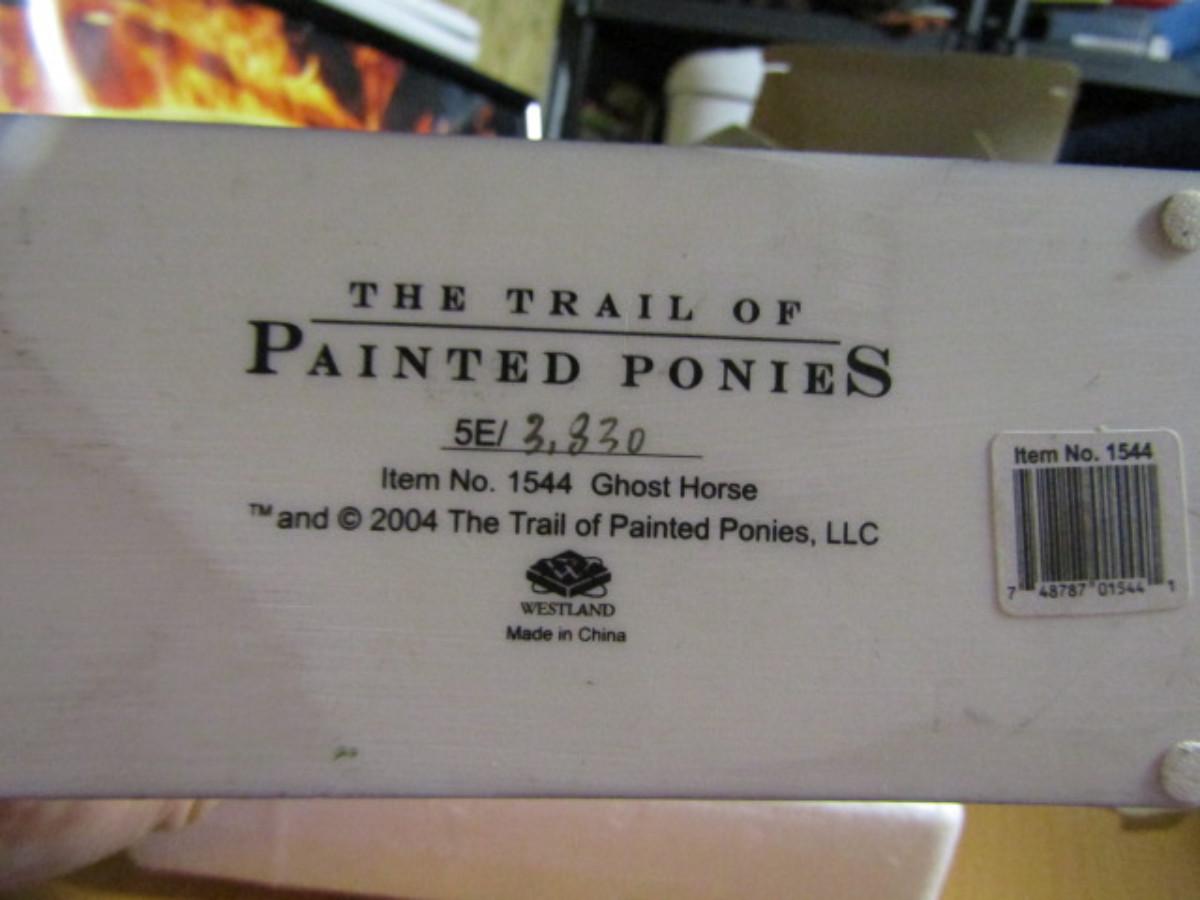 THE TRAIL OF
PAINTED PONIES
5E/ 3,830
Item No. 1544 Ghost Horse
™ and © 2004 The Trail of Painted Ponies, LLC
WESTLAND
Made in China
Item No. 1544
7 48787 01544 1